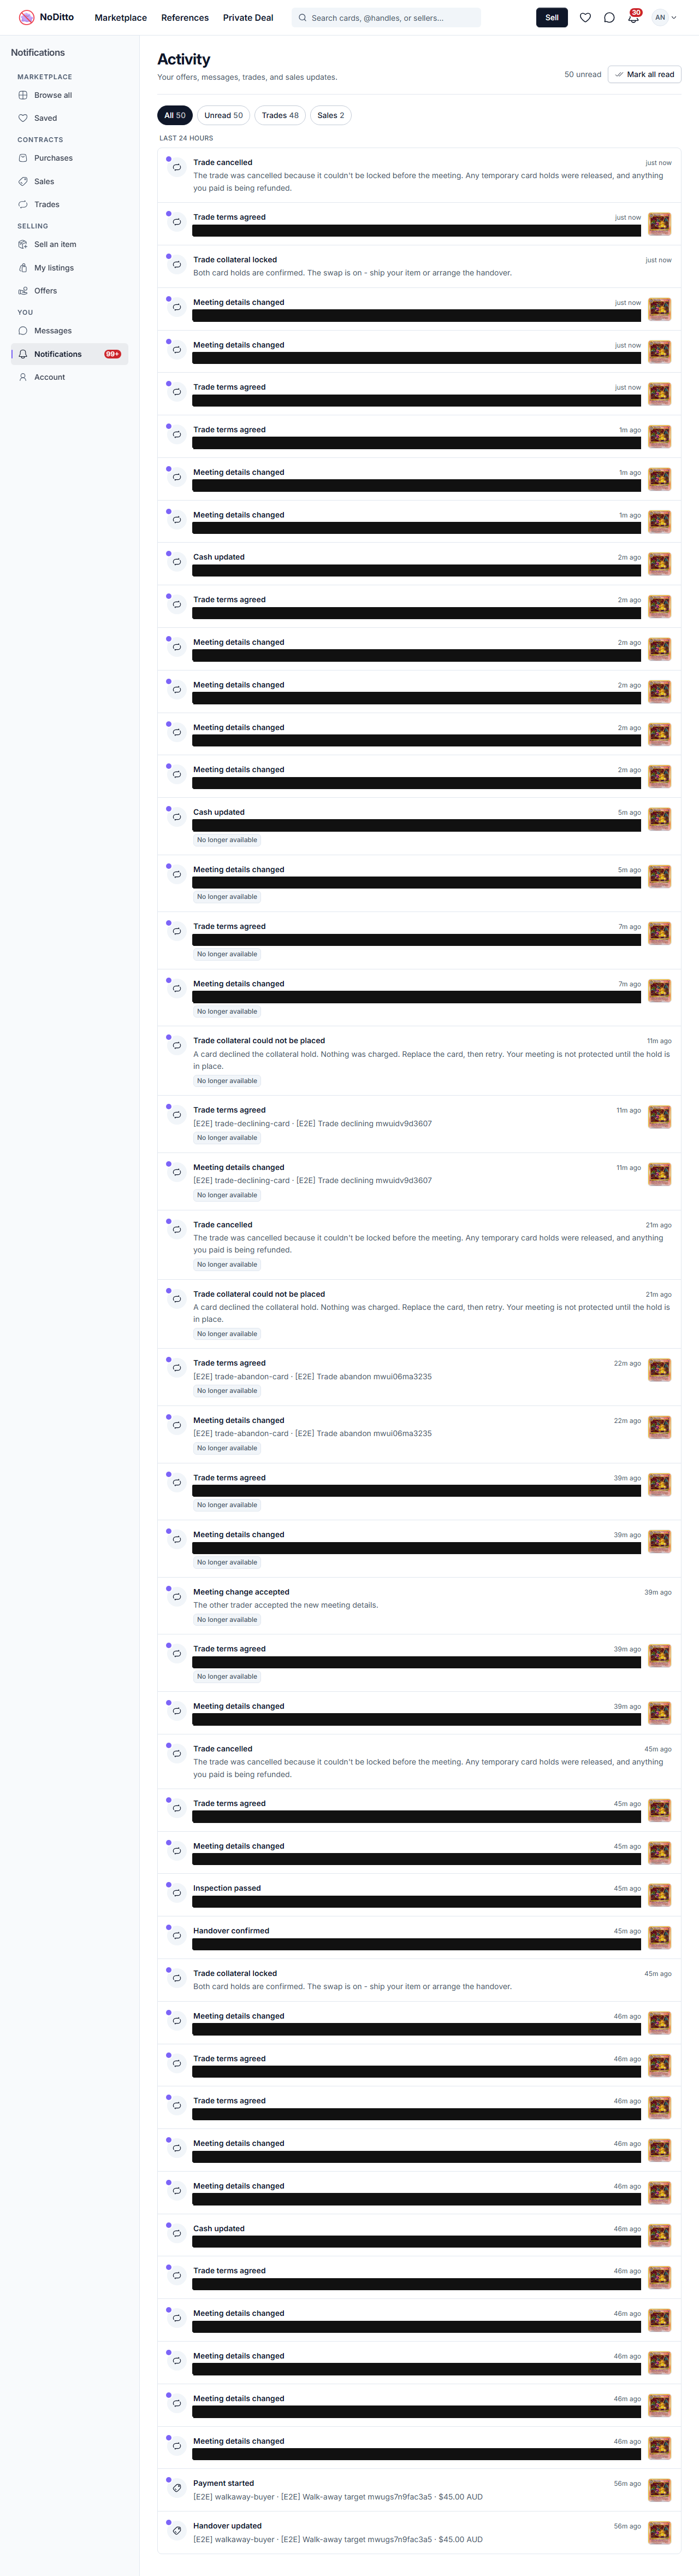 NoDitto
Marketplace
References
Private Deal
Search cards, @handles, or sellers...
Sell
30
AN
Notifications
MARKETPLACE
Browse all
Saved
CONTRACTS
Purchases
Sales
Trades
SELLING
Sell an item
My listings
Offers
YOU
Messages
Notifications 99+
Account
Activity
Your offers, messages, trades, and sales updates.
50 unread
Mark all read
All 50
Unread 50
Trades 48
Sales 2
LAST 24 HOURS
Trade cancelled just now
The trade was cancelled because it couldn't be locked before the meeting. Any temporary card holds were released, and anything
you paid is being refunded.
Trade terms agreed just now
Trade collateral locked just now
Both card holds are confirmed. The swap is on - ship your item or arrange the handover.
Meeting details changed just now
Meeting details changed just now
Trade terms agreed just now
Trade terms agreed 1m ago
Meeting details changed 1m ago
Meeting details changed 1m ago
Cash updated 2m ago
Trade terms agreed 2m ago
Meeting details changed 2m ago
Meeting details changed 2m ago
Meeting details changed 2m ago
Meeting details changed 2m ago
Cash updated 5m ago
No longer available
Meeting details changed 5m ago
No longer available
Trade terms agreed 7m ago
No longer available
Meeting details changed 7m ago
No longer available
Trade collateral could not be placed 11m ago
A card declined the collateral hold. Nothing was charged. Replace the card, then retry. Your meeting is not protected until the hold is
in place.
No longer available
Trade terms agreed 11m ago
[E2E] trade-declining-card · [E2E] Trade declining mwuidv9d3607
No longer available
Meeting details changed 11m ago
[E2E] trade-declining-card · [E2E] Trade declining mwuidv9d3607
No longer available
Trade cancelled 21m ago
The trade was cancelled because it couldn't be locked before the meeting. Any temporary card holds were released, and anything
you paid is being refunded.
No longer available
Trade collateral could not be placed 21m ago
A card declined the collateral hold. Nothing was charged. Replace the card, then retry. Your meeting is not protected until the hold is
in place.
No longer available
Trade terms agreed 22m ago
[E2E] trade-abandon-card · [E2E] Trade abandon mwui06ma3235
No longer available
Meeting details changed 22m ago
[E2E] trade-abandon-card · [E2E] Trade abandon mwui06ma3235
No longer available
Trade terms agreed 39m ago
No longer available
Meeting details changed 39m ago
No longer available
Meeting change accepted 39m ago
The other trader accepted the new meeting details.
No longer available
Trade terms agreed 39m ago
No longer available
Meeting details changed 39m ago
Trade cancelled 45m ago
The trade was cancelled because it couldn't be locked before the meeting. Any temporary card holds were released, and anything
you paid is being refunded.
Trade terms agreed 45m ago
Meeting details changed 45m ago
Inspection passed 45m ago
Handover confirmed 45m ago
Trade collateral locked 45m ago
Both card holds are confirmed. The swap is on - ship your item or arrange the handover.
Meeting details changed 46m ago
Trade terms agreed 46m ago
Trade terms agreed 46m ago
Meeting details changed 46m ago
Meeting details changed 46m ago
Cash updated 46m ago
Trade terms agreed 46m ago
Meeting details changed 46m ago
Meeting details changed 46m ago
Meeting details changed 46m ago
Meeting details changed 46m ago
Payment started 56m ago
[E2E] walkaway-buyer · [E2E] Walk-away target mwugs7n9fac3a5 · $45.00 AUD
Handover updated 56m ago
[E2E] walkaway-buyer · [E2E] Walk-away target mwugs7n9fac3a5 · $45.00 AUD